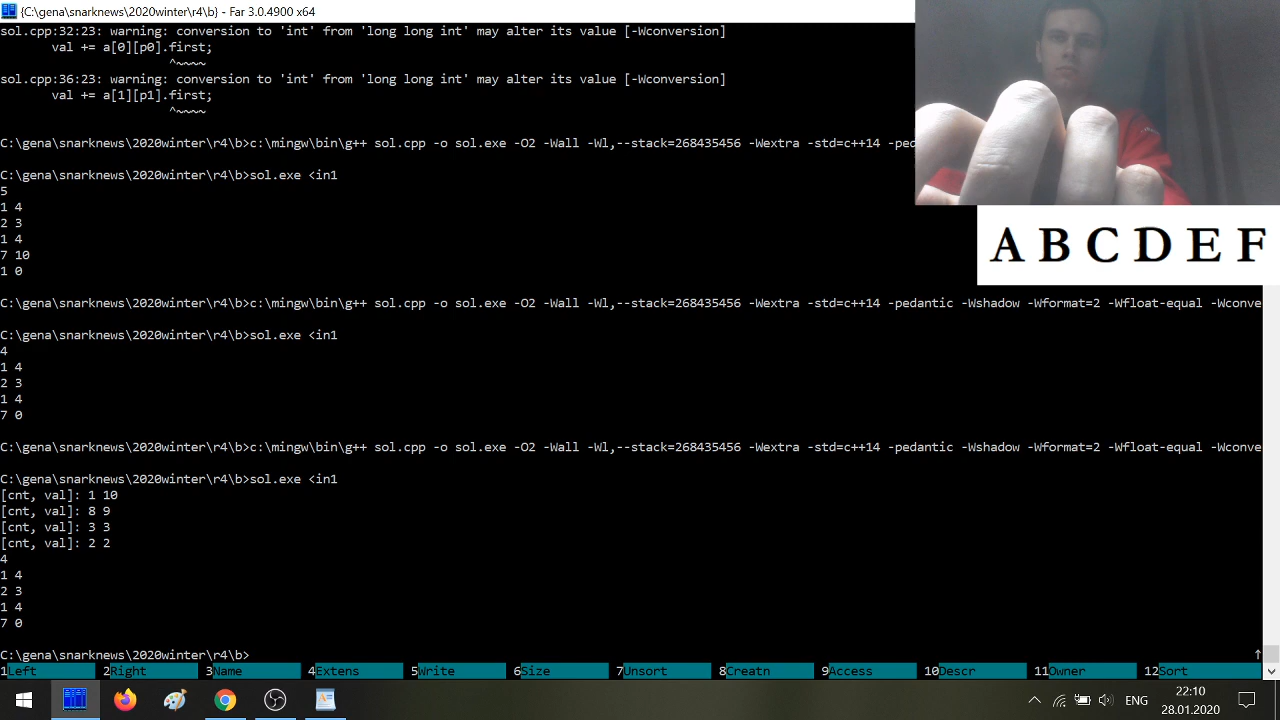 {C:\gena\snarknews\2020winter\r4\b} - Far 3.0.4900 x64
sol.cpp:32:23: warning: conversion to 'int' from 'long long int' may alter its value [-Wconversion]
val += a[0][p0].first;
^~~~~
sol.cpp:36:23: warning: conversion to 'int' from 'long long int' may alter its value [-Wconversion]
val += a[1][p1].first;
^~~~~
C:\gena\snarknews\2020winter\r4\b>c:\mingw\bin\g++ sol.cpp -o sol.exe -O2 -Wall -Wl,--stack=268435456 -Wextra -std=c++14 -ped
C:\gena\snarknews\2020winter\r4\b>sol.exe <in1
5
1 4
2 3
1 4
7 10
1 0
A B C D E F
C:\gena\snarknews\2020winter\r4\b>c:\mingw\bin\g++ sol.cpp -o sol.exe -O2 -Wall -Wl,--stack=268435456 -Wextra -std=c++14 -pedantic -Wshadow -Wformat=2 -Wfloat-equal -Wconve
C:\gena\snarknews\2020winter\r4\b>sol.exe <in1
4
1 4
2 3
1 4
7 0
C:\gena\snarknews\2020winter\r4\b>c:\mingw\bin\g++ sol.cpp -o sol.exe -O2 -Wall -Wl,--stack=268435456 -Wextra -std=c++14 -pedantic -Wshadow -Wformat=2 -Wfloat-equal -Wconve
C:\gena\snarknews\2020winter\r4\b>sol.exe <in1
[cnt, val]: 1 10
[cnt, val]: 8 9
[cnt, val]: 3 3
[cnt, val]: 2 2
4
1 4
2 3
1 4
7 0
C:\gena\snarknews\2020winter\r4\b>
1Left 2Right 3Name 4Extens 5Write 6Size 7Unsort 8Creatn 9Access 10Descr 11Owner 12Sort
ENG
22:10
28.01.2020